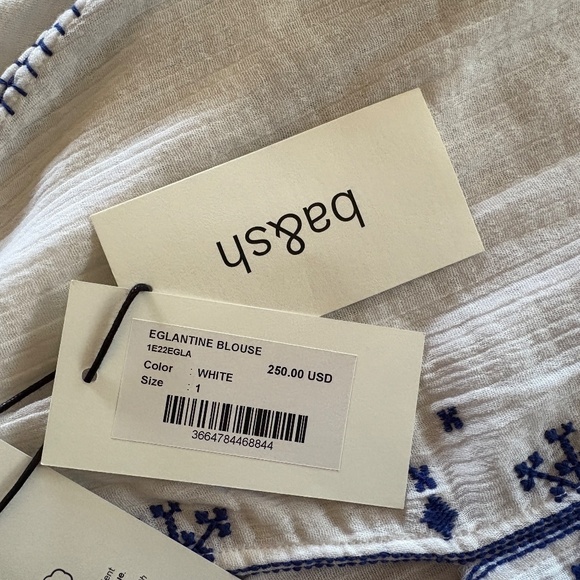 ba&sh
EGLANTINE BLOUSE
1E22EGLA
Color : WHITE 250.00 USD
Size : 1
3664784468844